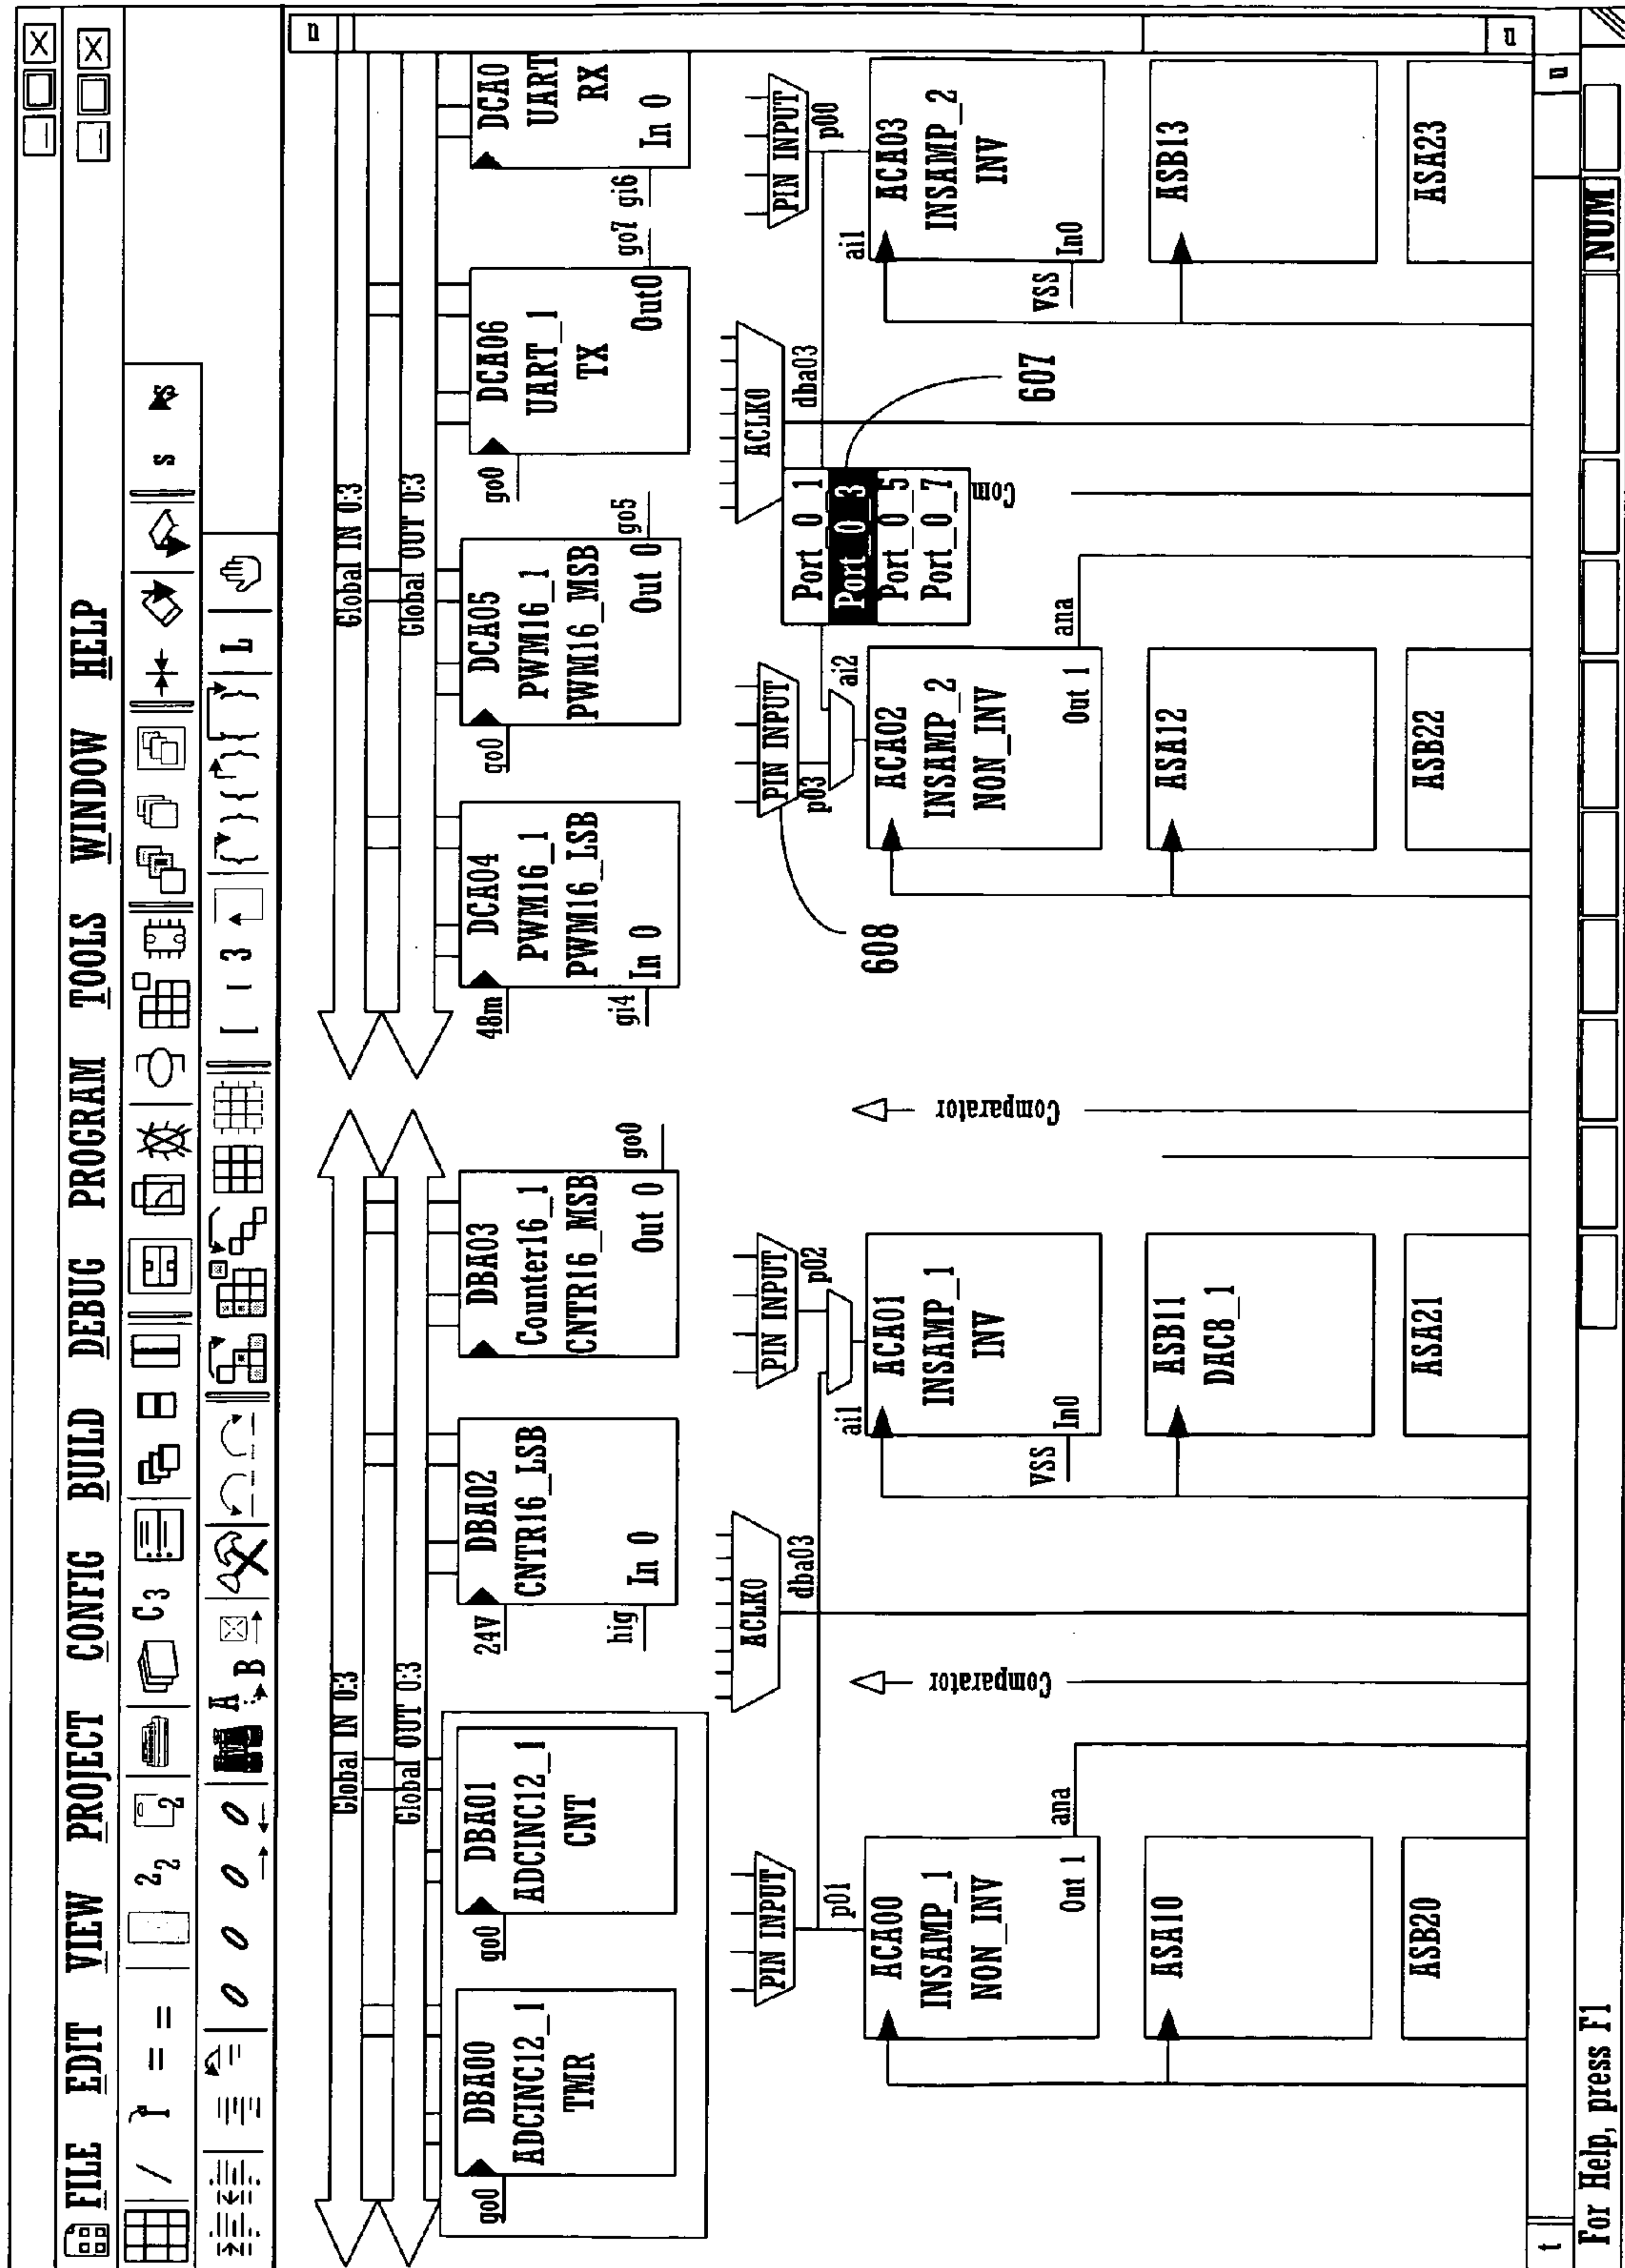 FILE EDIT VIEW PROJECT CONFIG BUILD DEBUG PROGRAM TOOLS WINDOW HELP
Global IN 0:3
Global OUT 0:3
Global IN 0:3
Global OUT 0:3
go0
DBA00
ADCINC12_1
TMR
go0
DBA01
ADCINC12_1
CNT
24V
DBA02
CNTR16_LSB
In 0
hig
DBA03
Counter16_1
CNTR16_MSB
Out 0
go0
48m
DCA04
PWM16_1
PWM16_LSB
In 0
gi4
go0
DCA05
PWM16_1
PWM16_MSB
Out 0
go5
go0
DCA06
UART_1
TX
Out0
go7
gi6
DCA0
UART
RX
In 0
PIN INPUT
p01
ACLK0
dba03
PIN INPUT
p02
PIN INPUT
p03
608
ACLK0
dba03
PIN INPUT
p00
Port_0_1
Port_0_3
Port_0_5
Port_0_7
607
Com
ACA00
INSAMP_1
NON_INV
Out 1
ana
Comparator
ai1
ACA01
INSAMP_1
INV
VSS
In0
Comparator
ai2
ACA02
INSAMP_2
NON_INV
Out 1
ana
ai1
ACA03
INSAMP_2
INV
VSS
In0
ASA10
ASB11
DAC8_1
ASA12
ASB13
ASB20
ASA21
ASB22
ASA23
For Help, press F1
NUM